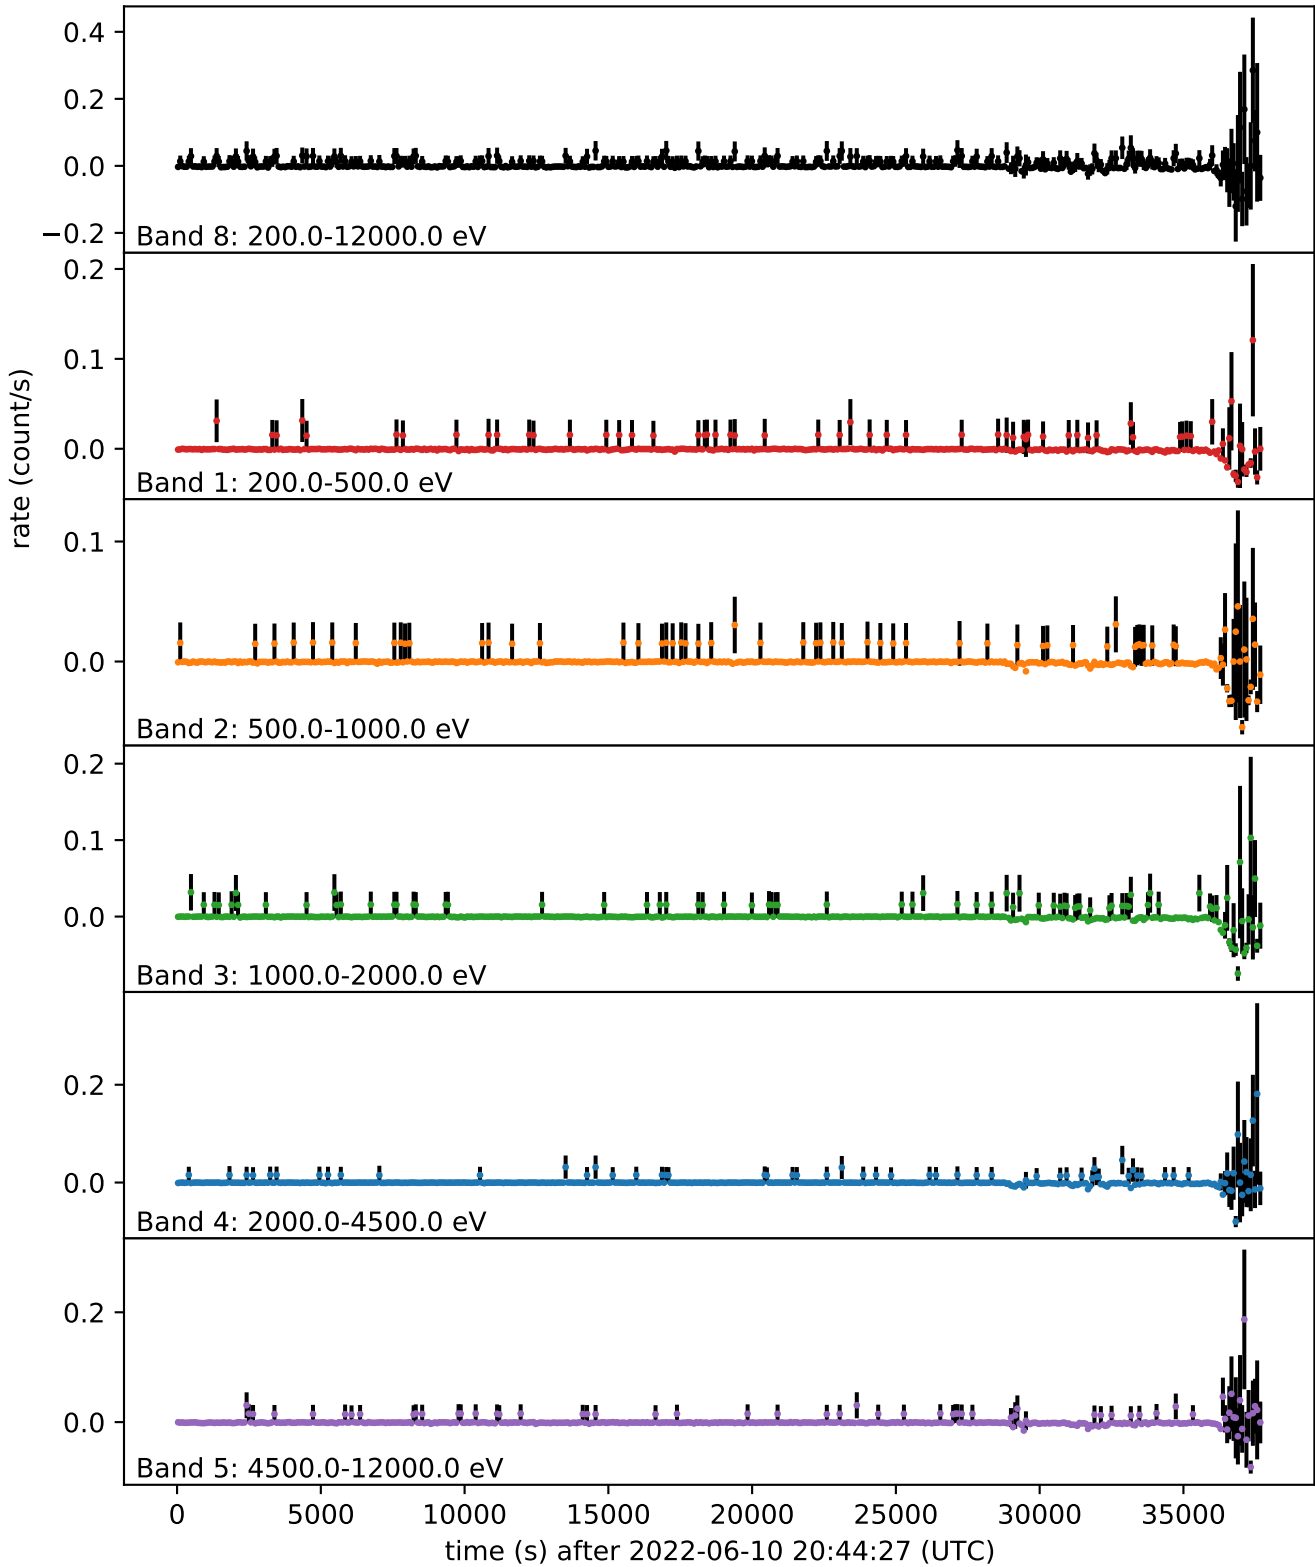 0.4
0.2
0.0
−0.2
Band 8: 200.0-12000.0 eV
0.2
0.1
0.0
Band 1: 200.0-500.0 eV
rate (count/s)
0.1
0.0
Band 2: 500.0-1000.0 eV
0.2
0.1
0.0
Band 3: 1000.0-2000.0 eV
0.2
0.0
Band 4: 2000.0-4500.0 eV
0.2
0.0
Band 5: 4500.0-12000.0 eV
0 5000 10000 15000 20000 25000 30000 35000
time (s) after 2022-06-10 20:44:27 (UTC)